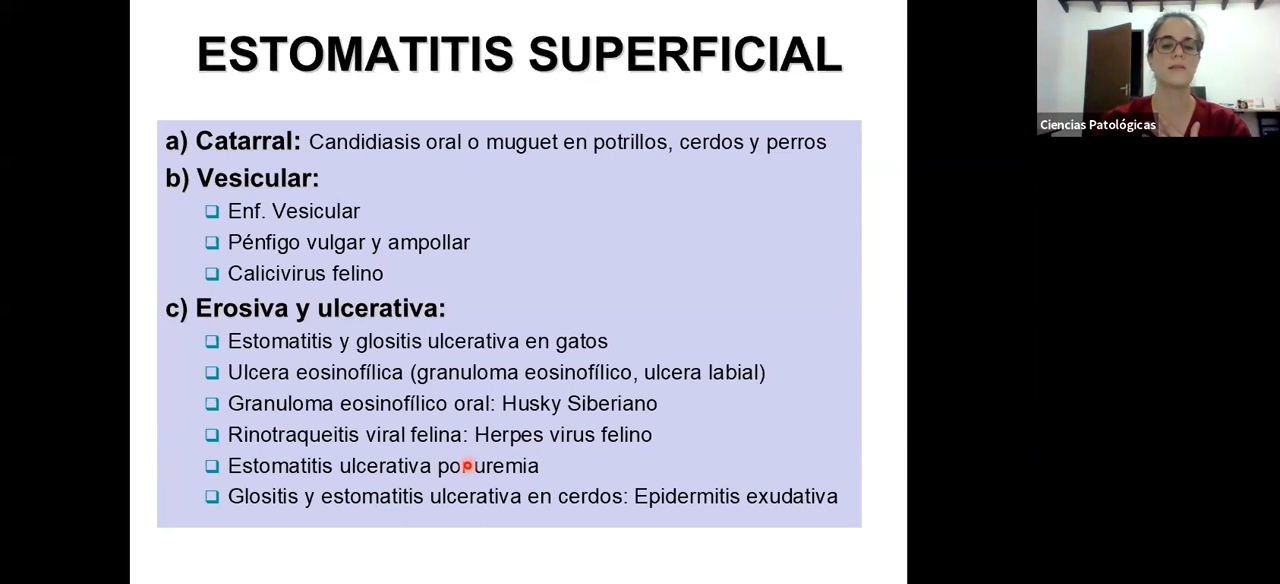 ESTOMATITIS SUPERFICIAL
a) Catarral: Candidiasis oral o muguet en potrillos, cerdos y perros
b) Vesicular:
Enf. Vesicular
Pénfigo vulgar y ampollar
Calicivirus felino
c) Erosiva y ulcerativa:
Estomatitis y glositis ulcerativa en gatos
Ulcera eosinofílica (granuloma eosinofílico, ulcera labial)
Granuloma eosinofílico oral: Husky Siberiano
Rinotraqueitis viral felina: Herpes virus felino
Estomatitis ulcerativa por uremia
Glositis y estomatitis ulcerativa en cerdos: Epidermitis exudativa
Ciencias Patológicas